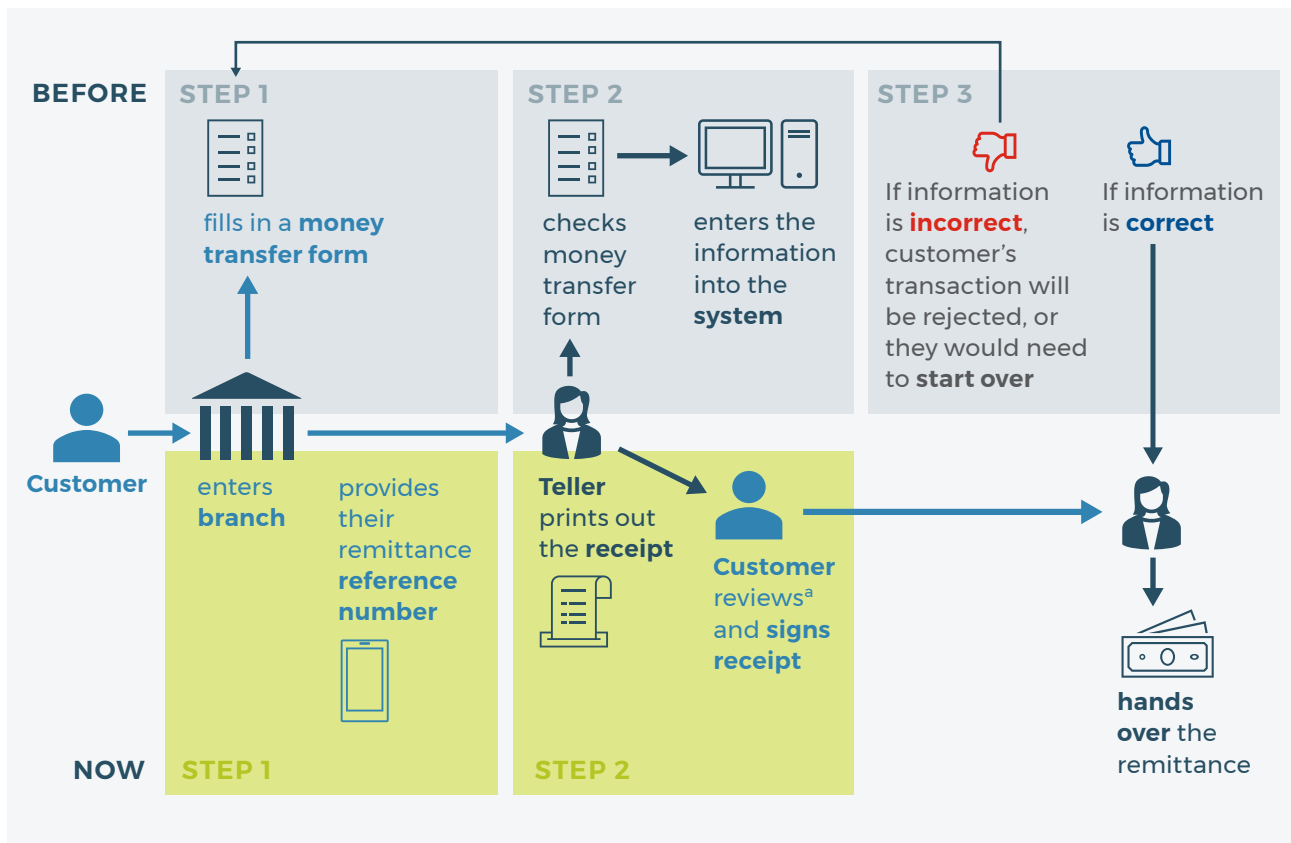 BEFORE
STEP 1
fills in a money
transfer form
STEP 2
checks
money
transfer
form
enters the
information
into the
system
STEP 3
If information
is incorrect,
customer’s
transaction will
be rejected, or
they would need
to start over
If information
is correct
Customer
enters
branch
provides
their
remittance
reference
number
Teller
prints out
the receipt
Customer
reviewsᵃ
and signs
receipt
hands
over the
remittance
NOW
STEP 1
STEP 2